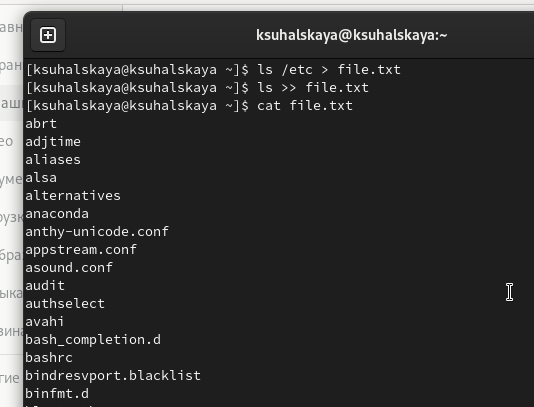 ksuhalskaya@ksuhalskaya:~
[ksuhalskaya@ksuhalskaya ~]$ ls /etc > file.txt
[ksuhalskaya@ksuhalskaya ~]$ ls >> file.txt
[ksuhalskaya@ksuhalskaya ~]$ cat file.txt
abrt
adjtime
aliases
alsa
alternatives
anaconda
anthy-unicode.conf
appstream.conf
asound.conf
audit
authselect
avahi
bash_completion.d
bashrc
bindresvport.blacklist
binfmt.d